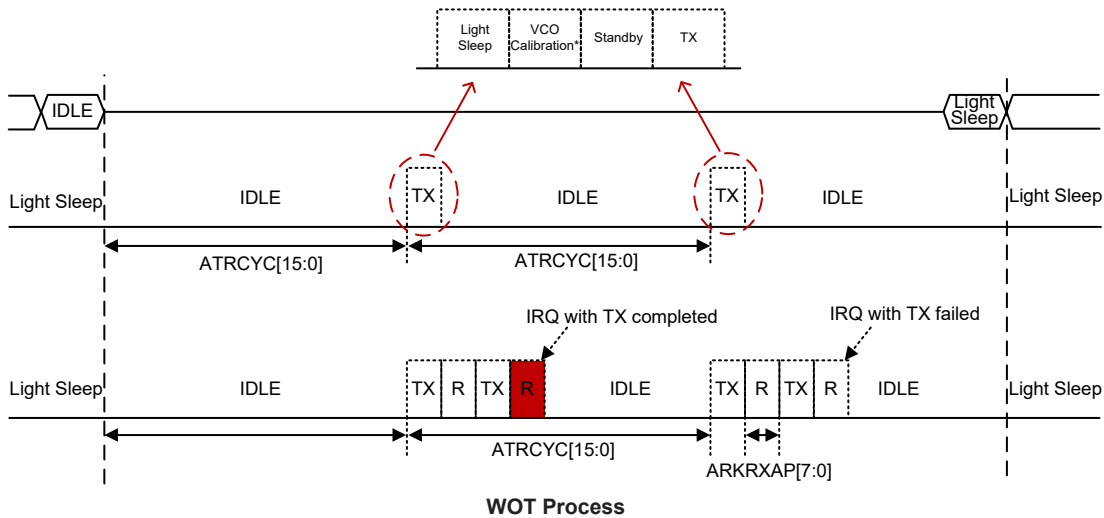 Light
Sleep
VCO
Calibration*
Standby
TX
IDLE
Light
Sleep
Light Sleep
IDLE
TX
IDLE
TX
IDLE
Light Sleep
ATRCYC[15:0]
ATRCYC[15:0]
IRQ with TX completed
IRQ with TX failed
Light Sleep
IDLE
TX
R
TX
R
IDLE
TX
R
TX
R
IDLE
Light Sleep
ATRCYC[15:0]
ARKRXAP[7:0]
WOT Process